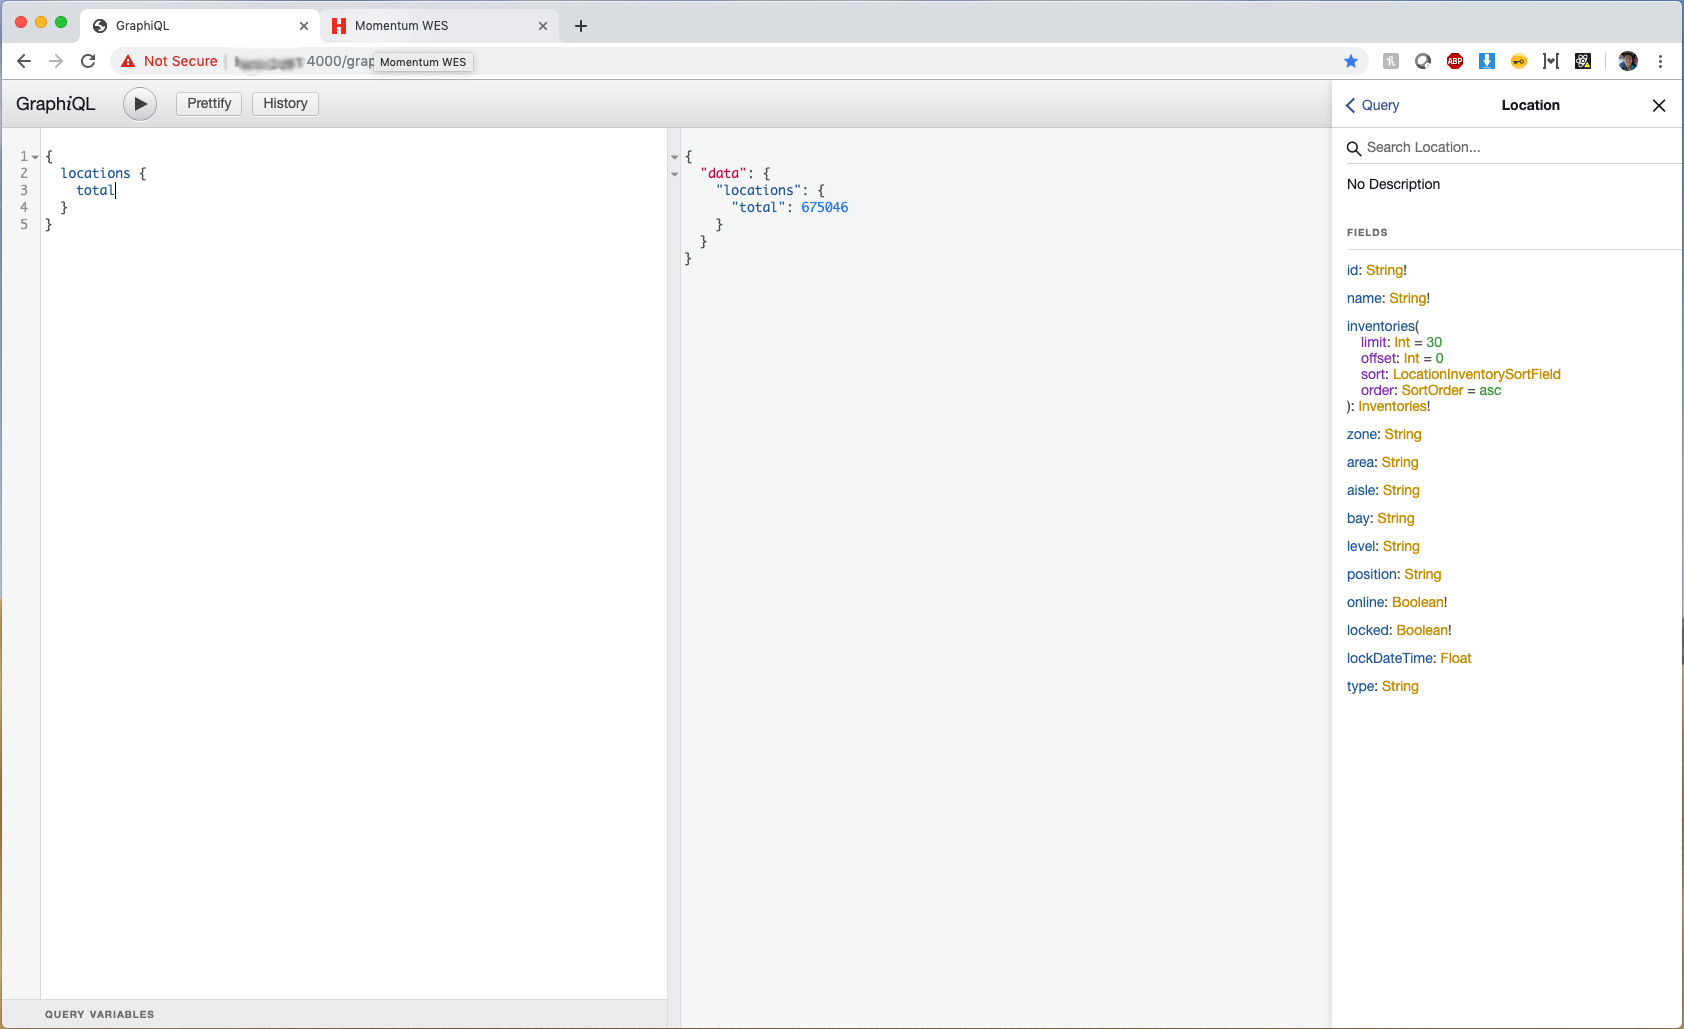 GraphiQL
Momentum WES
Not Secure
4000/grap
Momentum WES
ABP
GraphiQL
Prettify
History
Query
Location
1
{
2
locations {
3
total
4
}
5
}
{
"data": {
"locations": {
"total": 675046
}
}
}
Search Location...
No Description
FIELDS
id: String!
name: String!
inventories(
limit: Int = 30
offset: Int = 0
sort: LocationInventorySortField
order: SortOrder = asc
): Inventories!
zone: String
area: String
aisle: String
bay: String
level: String
position: String
online: Boolean!
locked: Boolean!
lockDateTime: Float
type: String
QUERY VARIABLES